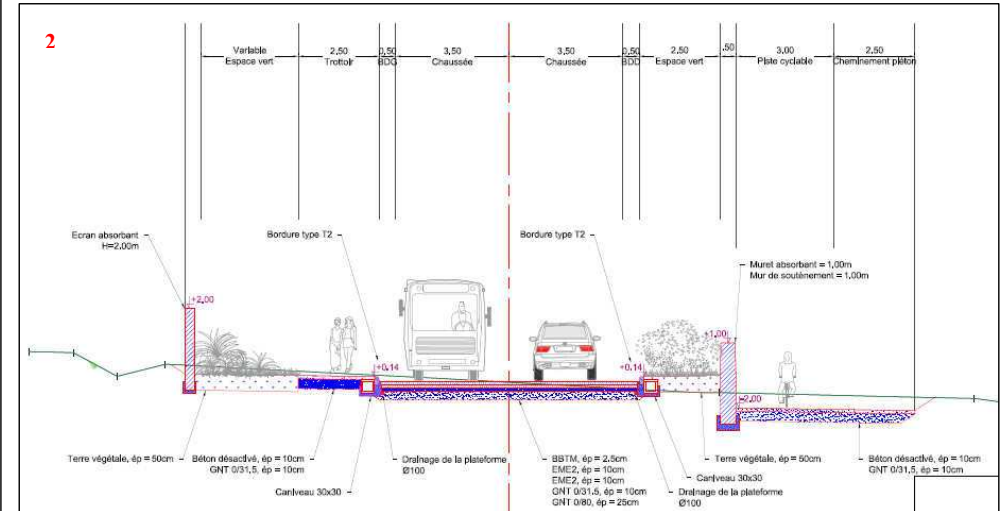 2
Variable
2,50
0,50
3,50
3,50
0,50
2,50
,50
3,00
2,50
Espace vert
Trottoir
BDG
Chaussée
Chaussée
BDD
Espace vert
Piste cyclable
Cheminement piéton
Ecran absorbant
H=2.00m
Bordure type T2
Bordure type T2
Muret absorbant = 1,00m
Mur de soutènement = 1,00m
+2,00
+0,14
+0,14
+1,00
+2,00
Terre végétale, ép = 50cm
Béton désactivé, ép = 10cm
GNT 0/31,5, ép = 10cm
Caniveau 30x30
Drainage de la plateforme
Ø100
BBTM, ép = 2.5cm
EME2, ép = 10cm
EME2, ép = 10cm
GNT 0/31.5, ép = 10cm
GNT 0/80, ép = 25cm
Terre végétale, ép = 50cm
Caniveau 30x30
Drainage de la plateforme
Ø100
Béton désactivé, ép = 10cm
GNT 0/31,5, ép = 10cm